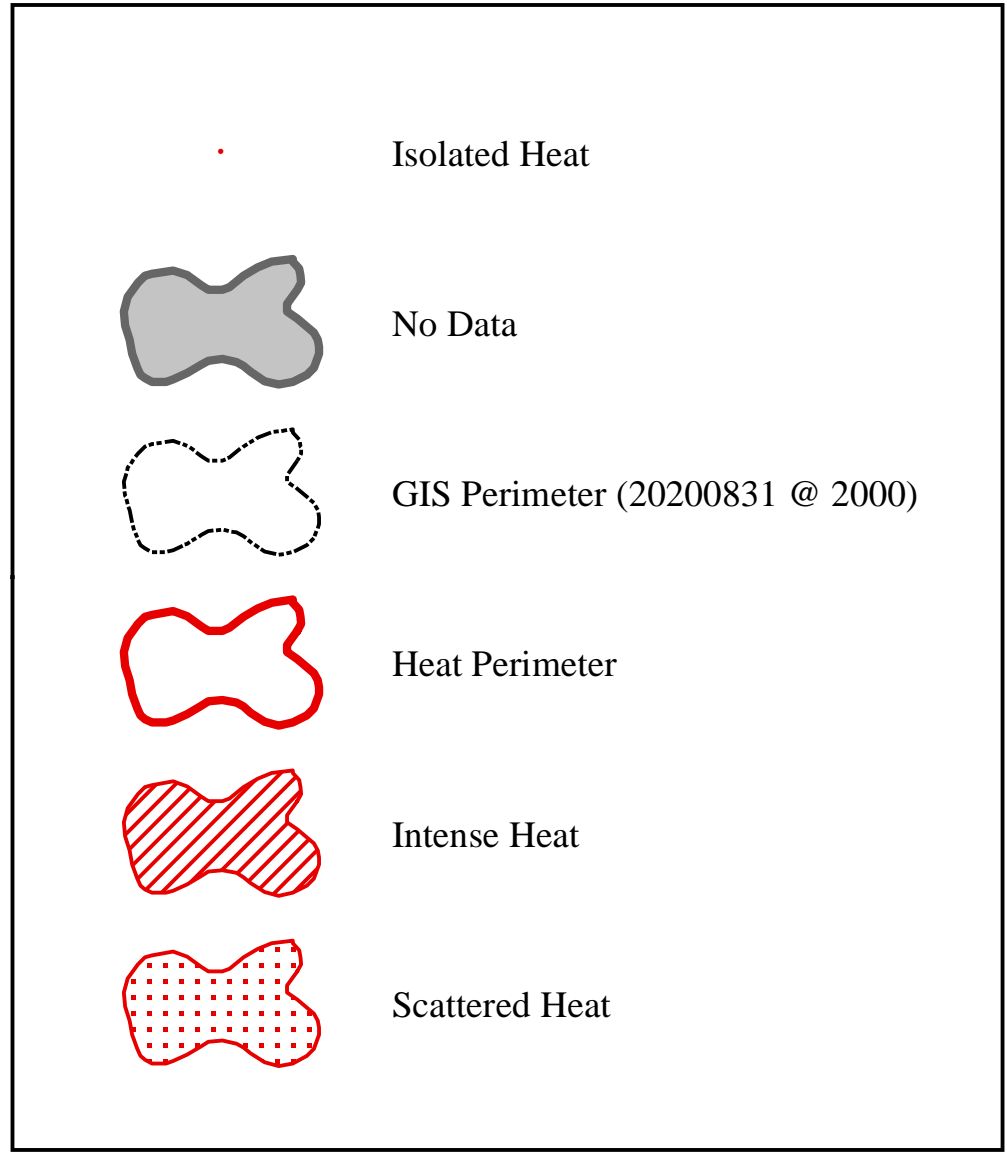 Isolated Heat
No Data
GIS Perimeter (20200831 @ 2000)
Heat Perimeter
Intense Heat
Scattered Heat